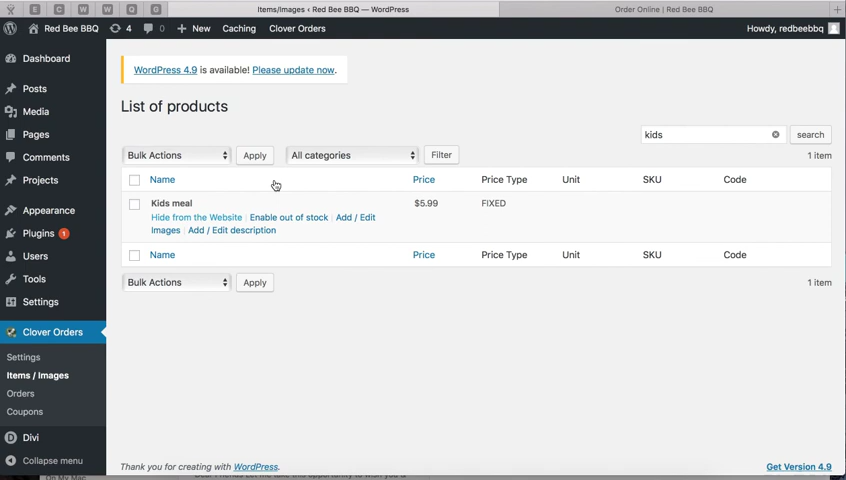 E C W W Q G Items/Images ‹ Red Bee BBQ — WordPress Order Online | Red Bee BBQ +
Red Bee BBQ 4 0 + New Caching Clover Orders Howdy, redbeebbq
Dashboard
Posts
Media
Pages
Comments
Projects
Appearance
Plugins 1
Users
Tools
Settings
Clover Orders
Settings
Items / Images
Orders
Coupons
Divi
Collapse menu
WordPress 4.9 is available! Please update now.
List of products
kids search
Bulk Actions Apply All categories Filter 1 item
Name Price Price Type Unit SKU Code
Kids meal $5.99 FIXED
Hide from the Website | Enable out of stock | Add / Edit
Images | Add / Edit description
Name Price Price Type Unit SKU Code
Bulk Actions Apply 1 item
Thank you for creating with WordPress. Get Version 4.9